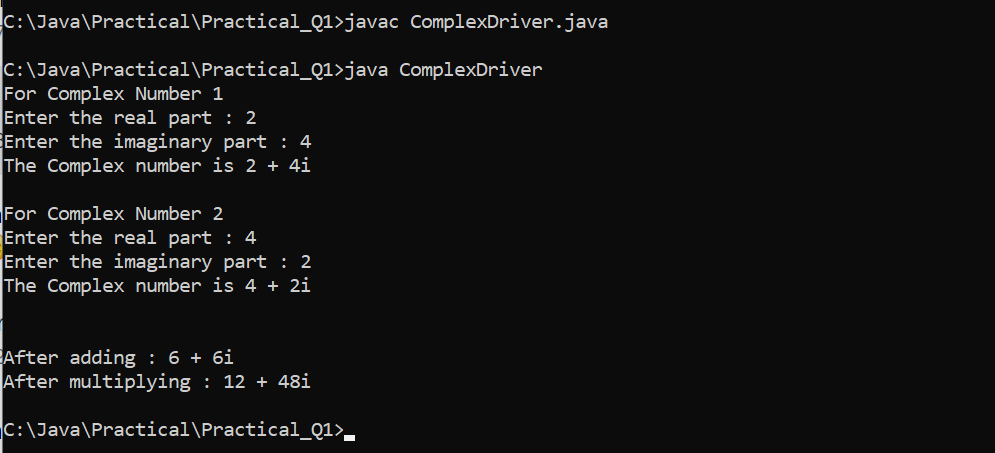 C:\Java\Practical\Practical_Q1>javac ComplexDriver.java
C:\Java\Practical\Practical_Q1>java ComplexDriver
For Complex Number 1
Enter the real part : 2
Enter the imaginary part : 4
The Complex number is 2 + 4i
For Complex Number 2
Enter the real part : 4
Enter the imaginary part : 2
The Complex number is 4 + 2i
After adding : 6 + 6i
After multiplying : 12 + 48i
C:\Java\Practical\Practical_Q1>